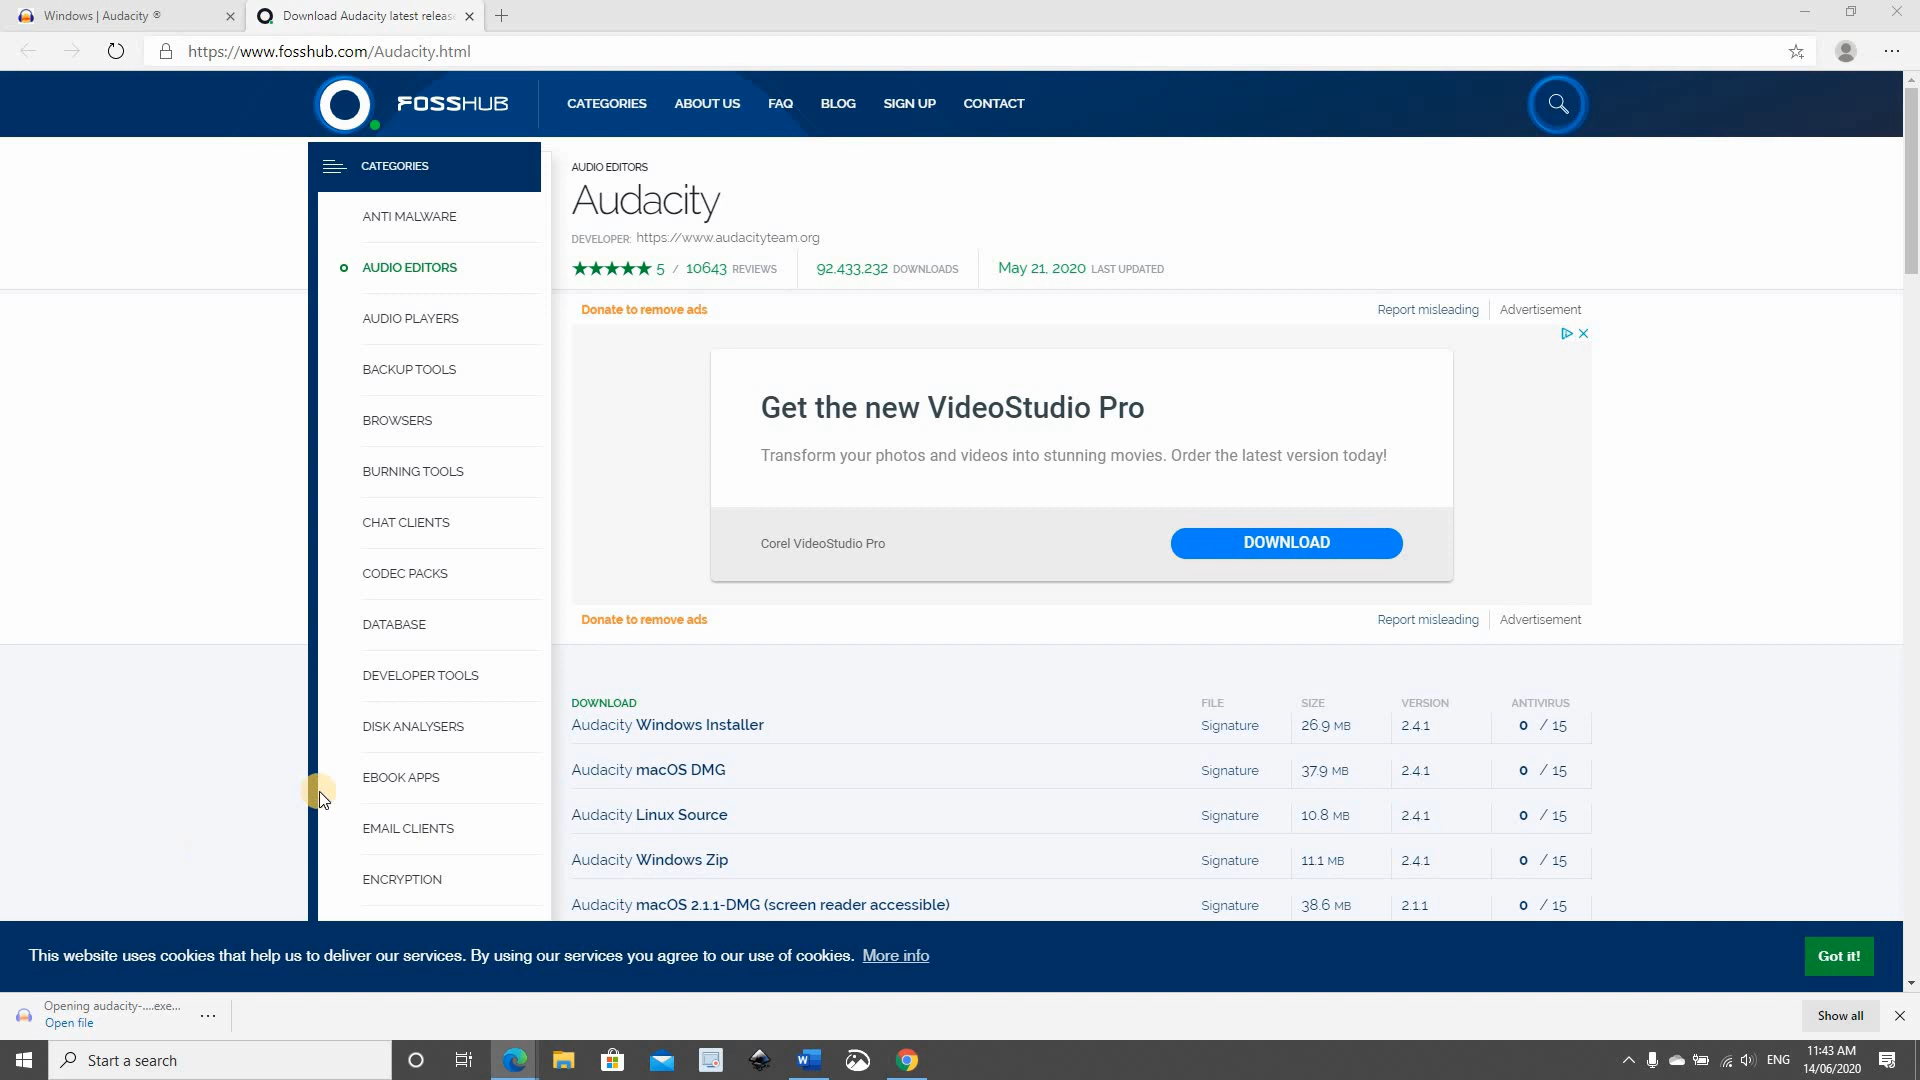 Windows | Audacity ®
Download Audacity latest releas
https://www.fosshub.com/Audacity.html
FOSSHUB
CATEGORIES ABOUT US FAQ BLOG SIGN UP CONTACT
CATEGORIES
ANTI MALWARE
AUDIO EDITORS
AUDIO PLAYERS
BACKUP TOOLS
BROWSERS
BURNING TOOLS
CHAT CLIENTS
CODEC PACKS
DATABASE
DEVELOPER TOOLS
DISK ANALYSERS
EBOOK APPS
EMAIL CLIENTS
ENCRYPTION
AUDIO EDITORS
Audacity
DEVELOPER: https://www.audacityteam.org
★★★★★ 5 / 10643 REVIEWS 92,433,232 DOWNLOADS May 21, 2020 LAST UPDATED
Donate to remove ads Report misleading Advertisement
Get the new VideoStudio Pro
Transform your photos and videos into stunning movies. Order the latest version today!
Corel VideoStudio Pro DOWNLOAD
Donate to remove ads Report misleading Advertisement
DOWNLOAD FILE SIZE VERSION ANTIVIRUS
Audacity Windows Installer Signature 26.9 MB 2.4.1 0 / 15
Audacity macOS DMG Signature 37.9 MB 2.4.1 0 / 15
Audacity Linux Source Signature 10.8 MB 2.4.1 0 / 15
Audacity Windows Zip Signature 11.1 MB 2.4.1 0 / 15
Audacity macOS 2.1.1-DMG (screen reader accessible) Signature 38.6 MB 2.1.1 0 / 15
This website uses cookies that help us to deliver our services. By using our services you agree to our use of cookies. More info
Got it!
Opening audacity-....exe...
Open file
Show all
Start a search
ENG
11:43 AM
14/06/2020